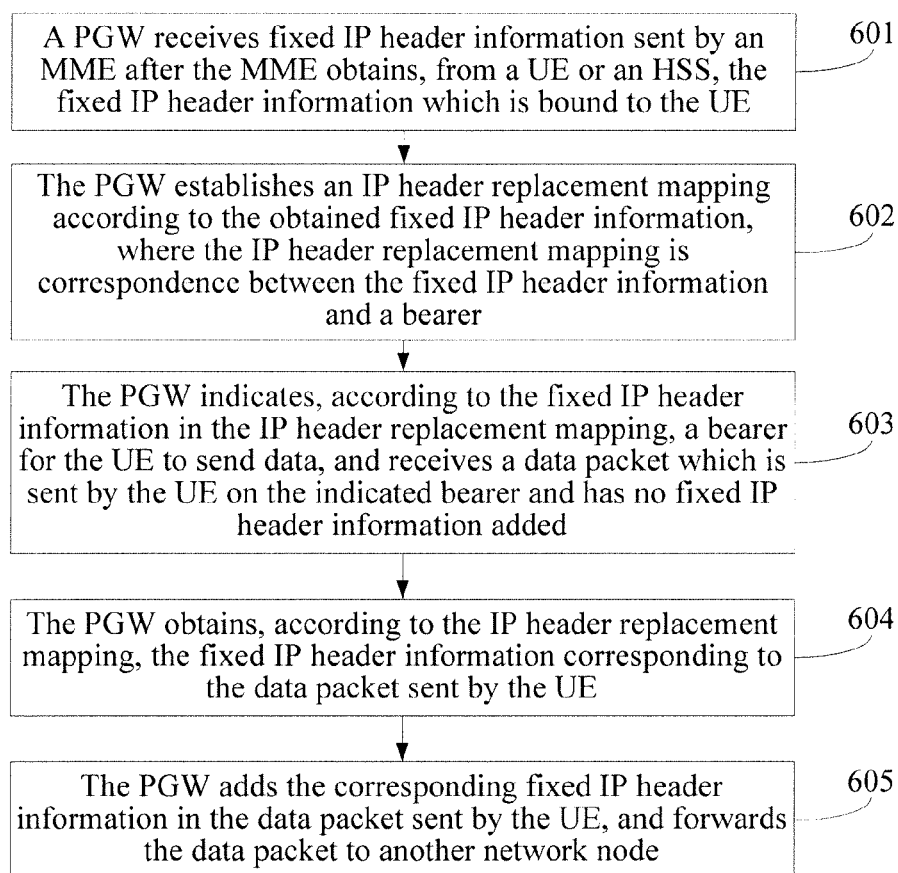 A PGW receives fixed IP header information sent by an
MME after the MME obtains, from a UE or an HSS, the
fixed IP header information which is bound to the UE
601
The PGW establishes an IP header replacement mapping
according to the obtained fixed IP header information,
where the IP header replacement mapping is
correspondence between the fixed IP header information
and a bearer
602
The PGW indicates, according to the fixed IP header
information in the IP header replacement mapping, a bearer
for the UE to send data, and receives a data packet which is
sent by the UE on the indicated bearer and has no fixed IP
header information added
603
The PGW obtains, according to the IP header replacement
mapping, the fixed IP header information corresponding to
the data packet sent by the UE
604
The PGW adds the corresponding fixed IP header
information in the data packet sent by the UE, and forwards
the data packet to another network node
605